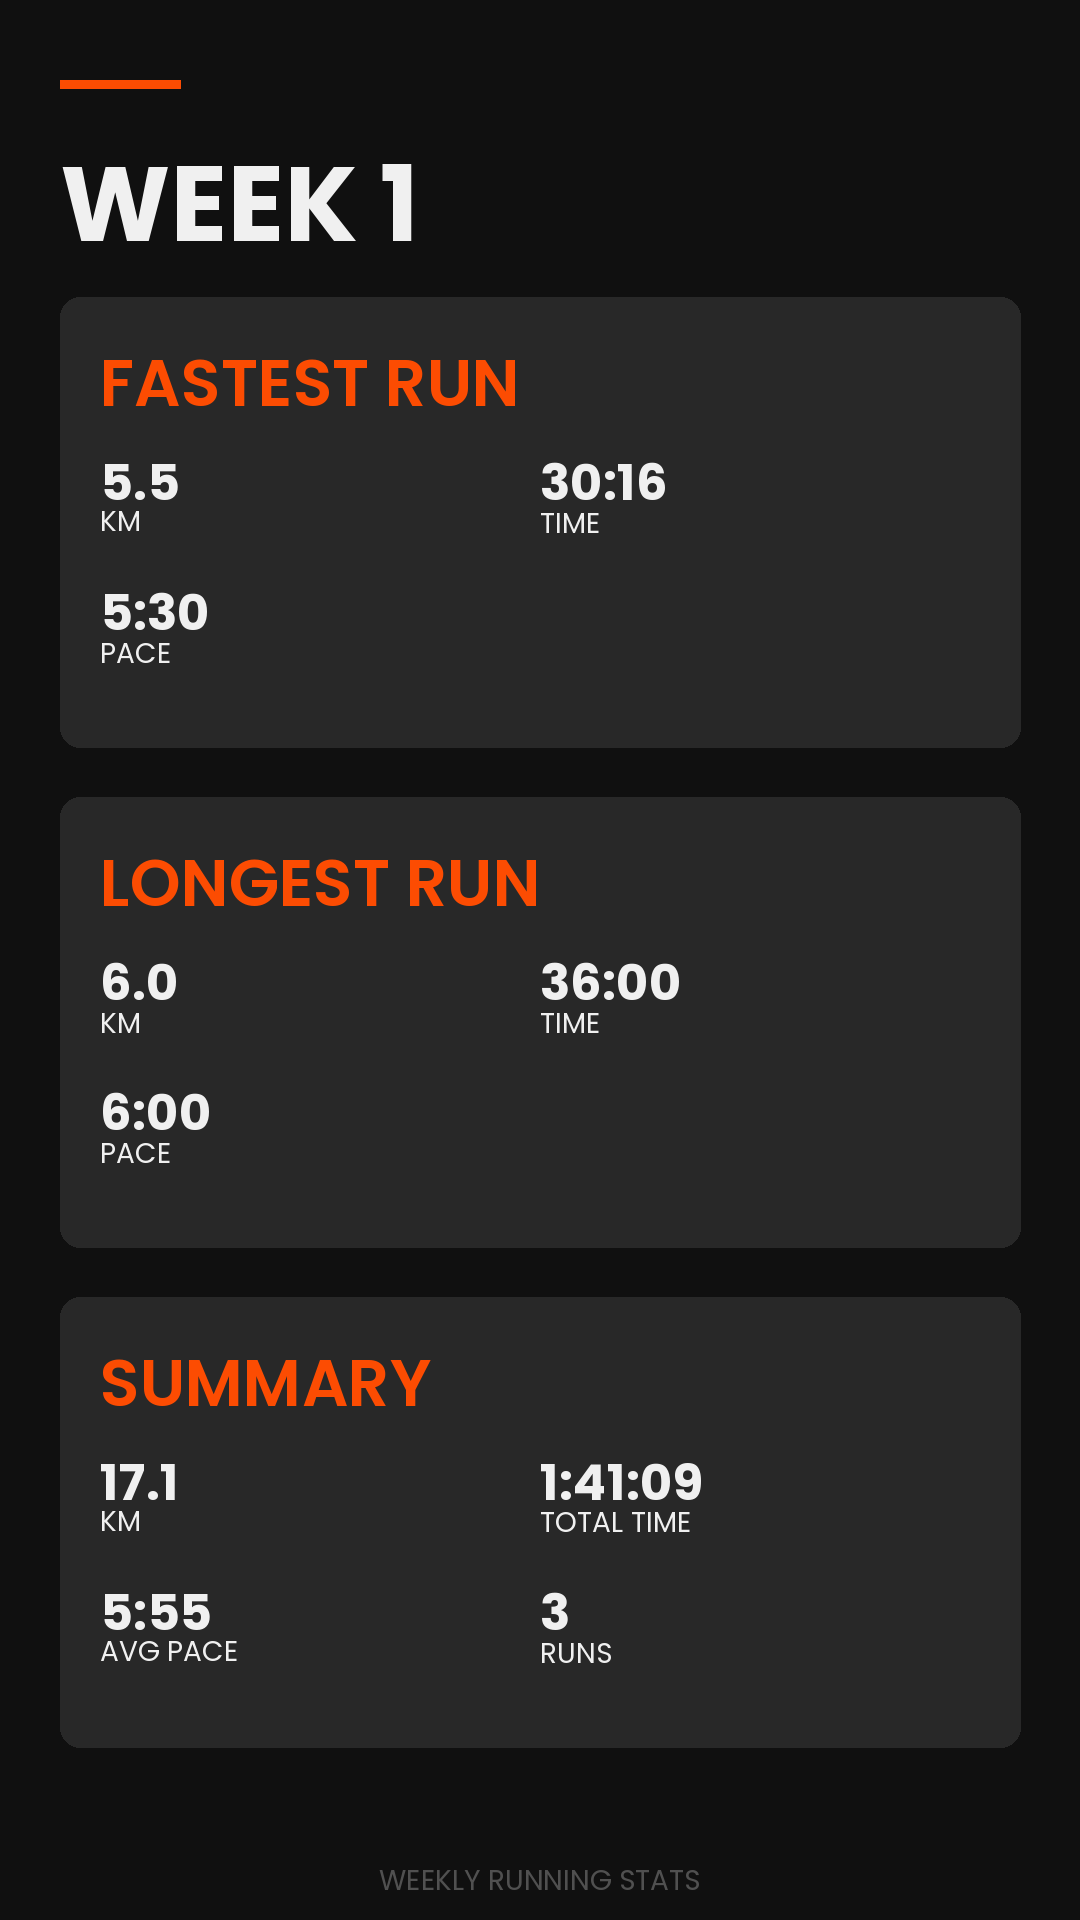 WEEK 1
FASTEST RUN
5.5
KM
30:16
TIME
5:30
PACE
LONGEST RUN
6.0
KM
36:00
TIME
6:00
PACE
SUMMARY
17.1
KM
1:41:09
TOTAL TIME
5:55
AVG PACE
3
RUNS
WEEKLY RUNNING STATS